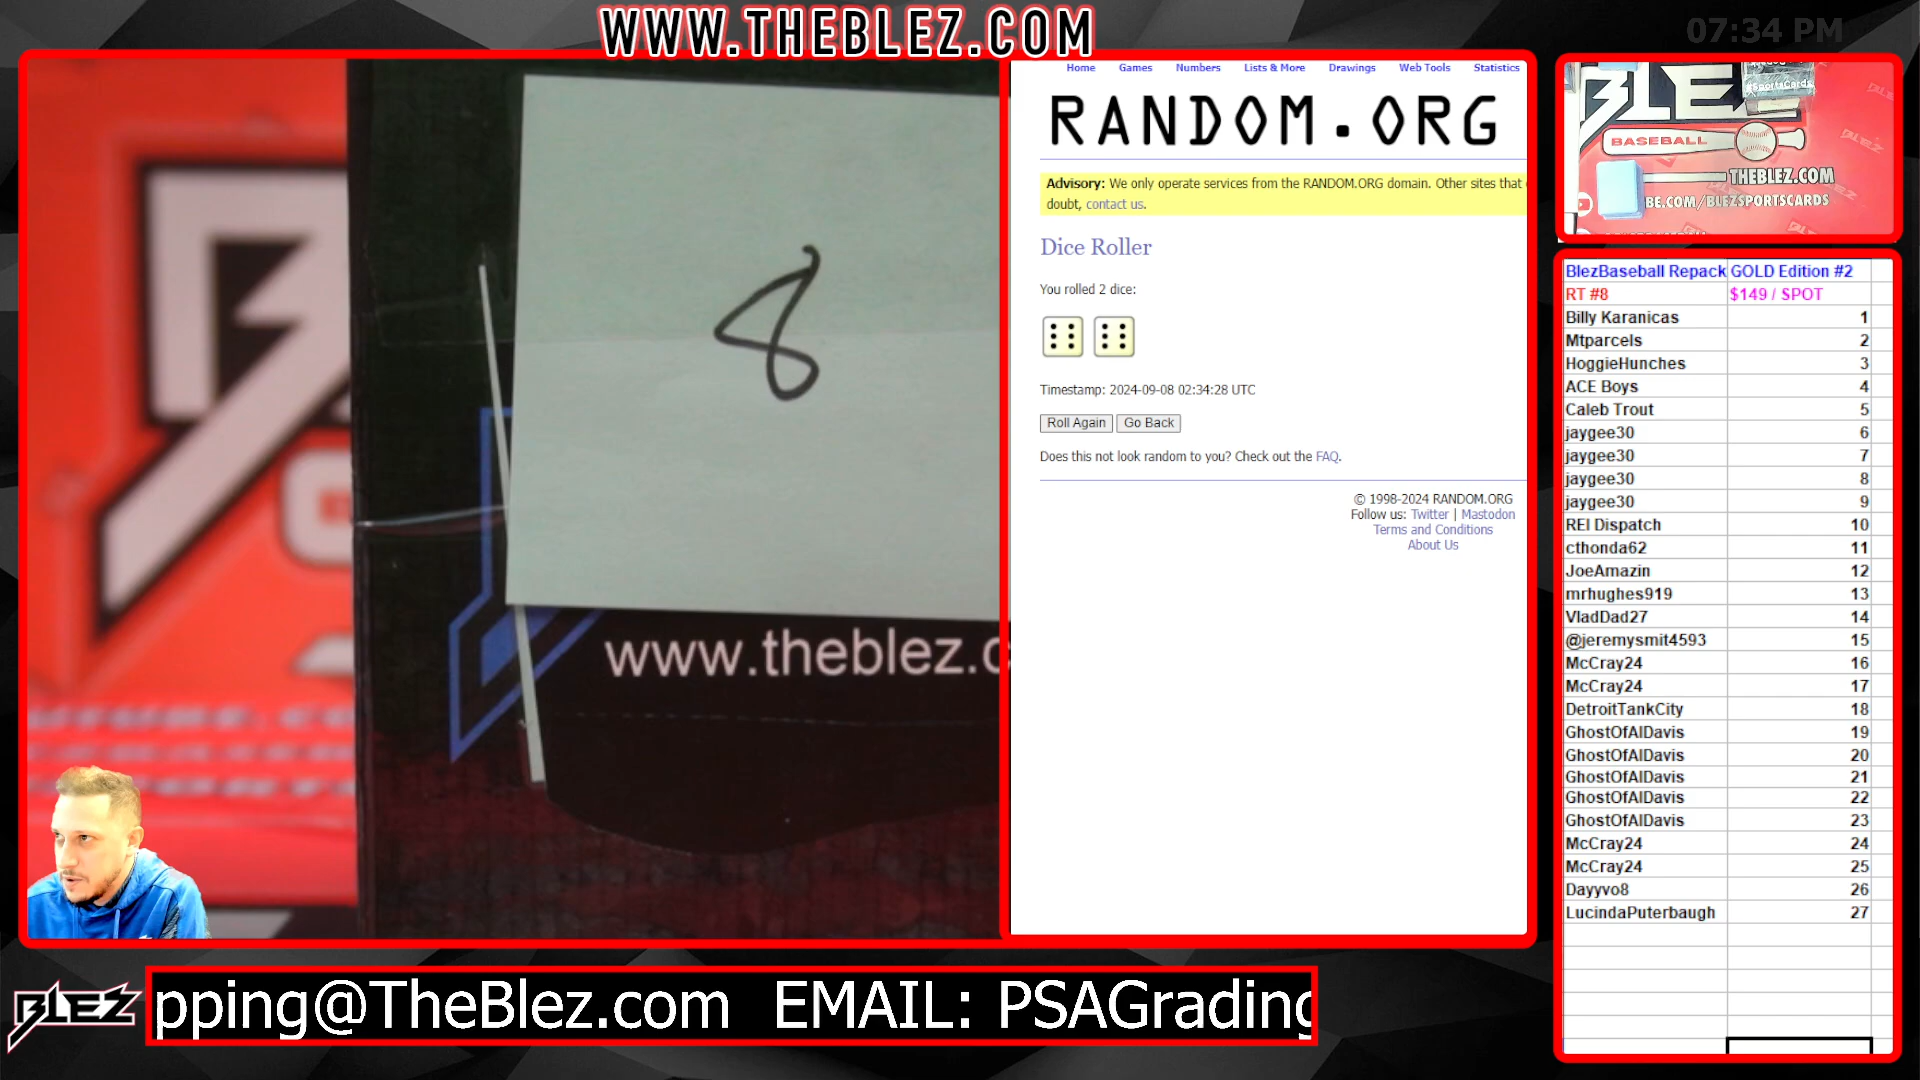 WWW.THEBLEZ.COM
07:34 PM
8
www.theblez.c
Home Games Numbers Lists & More Drawings Web Tools Statistics
RANDOM.ORG
Advisory: We only operate services from the RANDOM.ORG domain. Other sites that
doubt, contact us.
Dice Roller
You rolled 2 dice:
Timestamp: 2024-09-08 02:34:28 UTC
Roll Again Go Back
Does this not look random to you? Check out the FAQ.
© 1998-2024 RANDOM.ORG
Follow us: Twitter | Mastodon
Terms and Conditions
About Us
BLEZ
BASEBALL
THEBLEZ.COM
BE.COM/BLEZSPORTSCARDS
BlezBaseball Repack GOLD Edition #2
RT #8 $149 / SPOT
Billy Karanicas 1
Mtparcels 2
HoggieHunches 3
ACE Boys 4
Caleb Trout 5
jaygee30 6
jaygee30 7
jaygee30 8
jaygee30 9
REI Dispatch 10
cthonda62 11
JoeAmazin 12
mrhughes919 13
VladDad27 14
@jeremysmit4593 15
McCray24 16
McCray24 17
DetroitTankCity 18
GhostOfAlDavis 19
GhostOfAlDavis 20
GhostOfAlDavis 21
GhostOfAlDavis 22
GhostOfAlDavis 23
McCray24 24
McCray24 25
Dayyvo8 26
LucindaPuterbaugh 27
BLEZ
pping@TheBlez.com EMAIL: PSAGrading